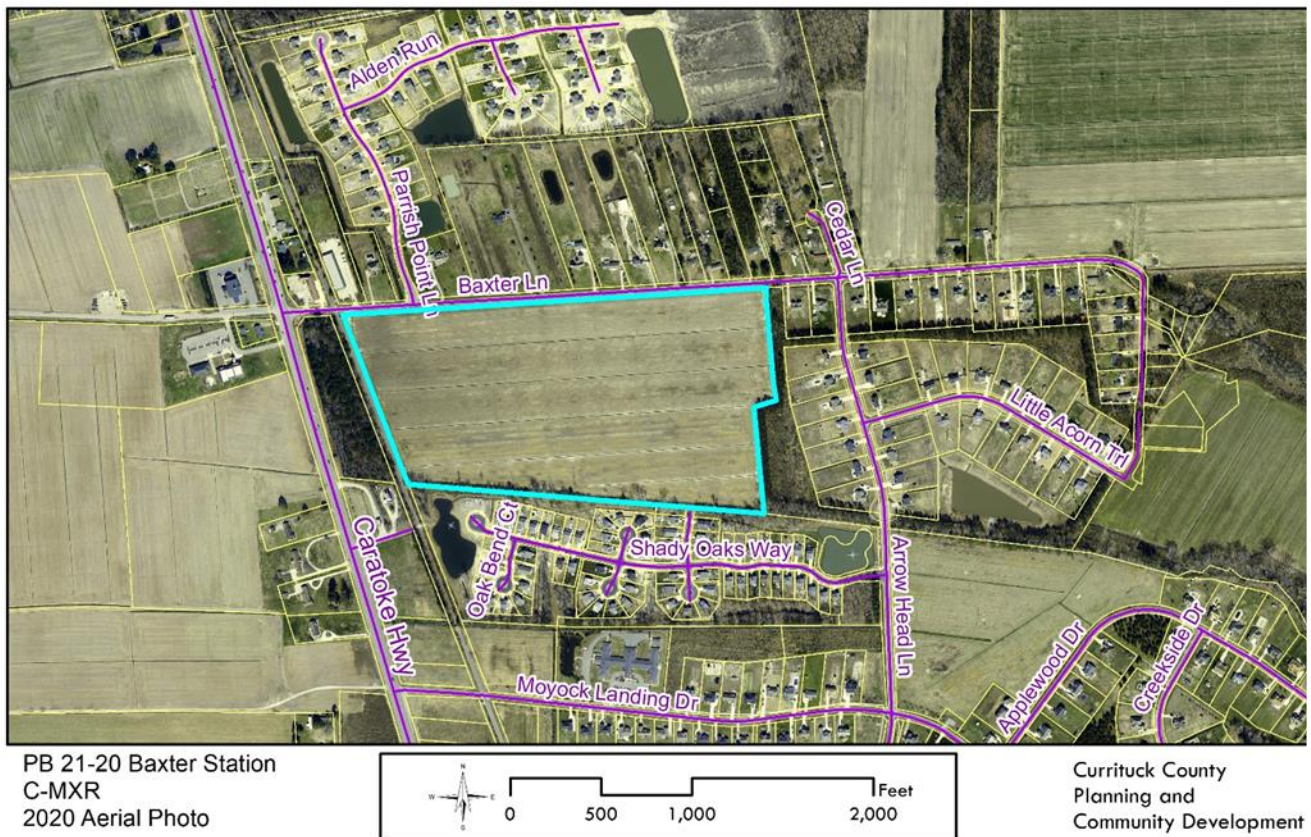 Alden Run
Parrish Point Ln
Cedar Ln
Baxter Ln
Little Acorn Trl
Oak Bend Ct
Shady Oaks Way
Caratoke Hwy
Arrow Head Ln
Applewood Dr
Creekside Dr
Moyock Landing Dr
PB 21-20 Baxter Station
C-MXR
2020 Aerial Photo
N
W E
S
Feet
0 500 1,000 2,000
Currituck County
Planning and
Community Development